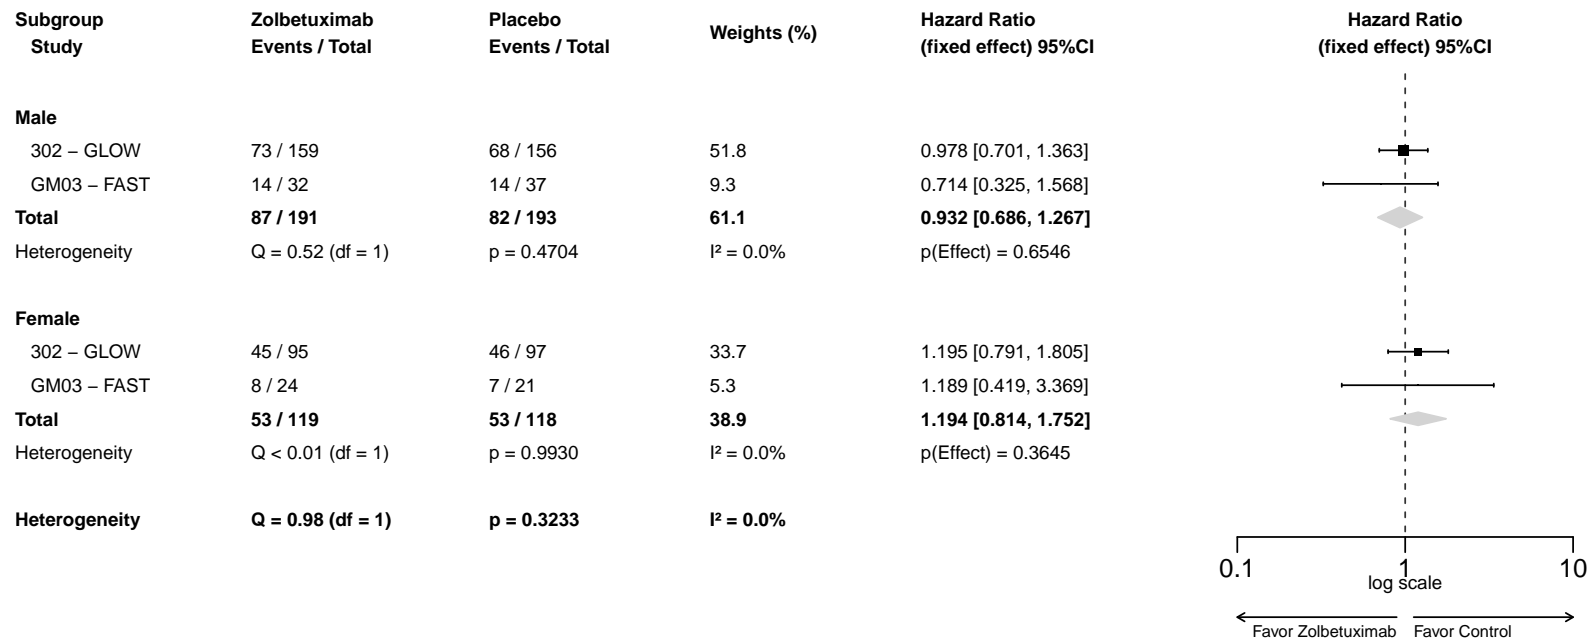 Subgroup Zolbetuximab Placebo Weights (%) Hazard Ratio Hazard Ratio
Study Events / Total Events / Total (fixed effect) 95%CI (fixed effect) 95%CI
Male
302 − GLOW 73 / 159 68 / 156 51.8 0.978 [0.701, 1.363]
GM03 − FAST 14 / 32 14 / 37 9.3 0.714 [0.325, 1.568]
Total 87 / 191 82 / 193 61.1 0.932 [0.686, 1.267]
Heterogeneity Q = 0.52 (df = 1) p = 0.4704 I² = 0.0% p(Effect) = 0.6546
Female
302 − GLOW 45 / 95 46 / 97 33.7 1.195 [0.791, 1.805]
GM03 − FAST 8 / 24 7 / 21 5.3 1.189 [0.419, 3.369]
Total 53 / 119 53 / 118 38.9 1.194 [0.814, 1.752]
Heterogeneity Q < 0.01 (df = 1) p = 0.9930 I² = 0.0% p(Effect) = 0.3645
Heterogeneity Q = 0.98 (df = 1) p = 0.3233 I² = 0.0%
0.1 1 10
log scale
Favor Zolbetuximab Favor Control